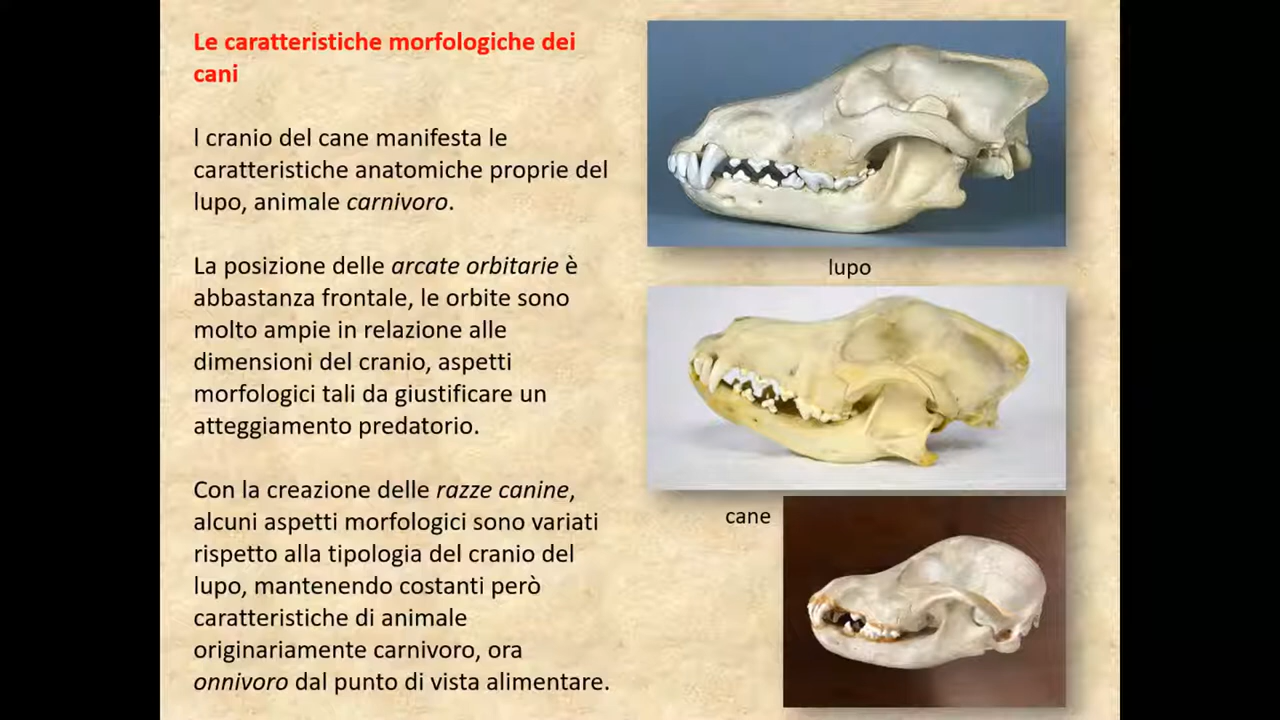 Le caratteristiche morfologiche dei
cani
l cranio del cane manifesta le
caratteristiche anatomiche proprie del
lupo, animale carnivoro.
La posizione delle arcate orbitarie è
abbastanza frontale, le orbite sono
molto ampie in relazione alle
dimensioni del cranio, aspetti
morfologici tali da giustificare un
atteggiamento predatorio.
Con la creazione delle razze canine,
alcuni aspetti morfologici sono variati
rispetto alla tipologia del cranio del
lupo, mantenendo costanti però
caratteristiche di animale
originariamente carnivoro, ora
onnivoro dal punto di vista alimentare.
lupo
cane